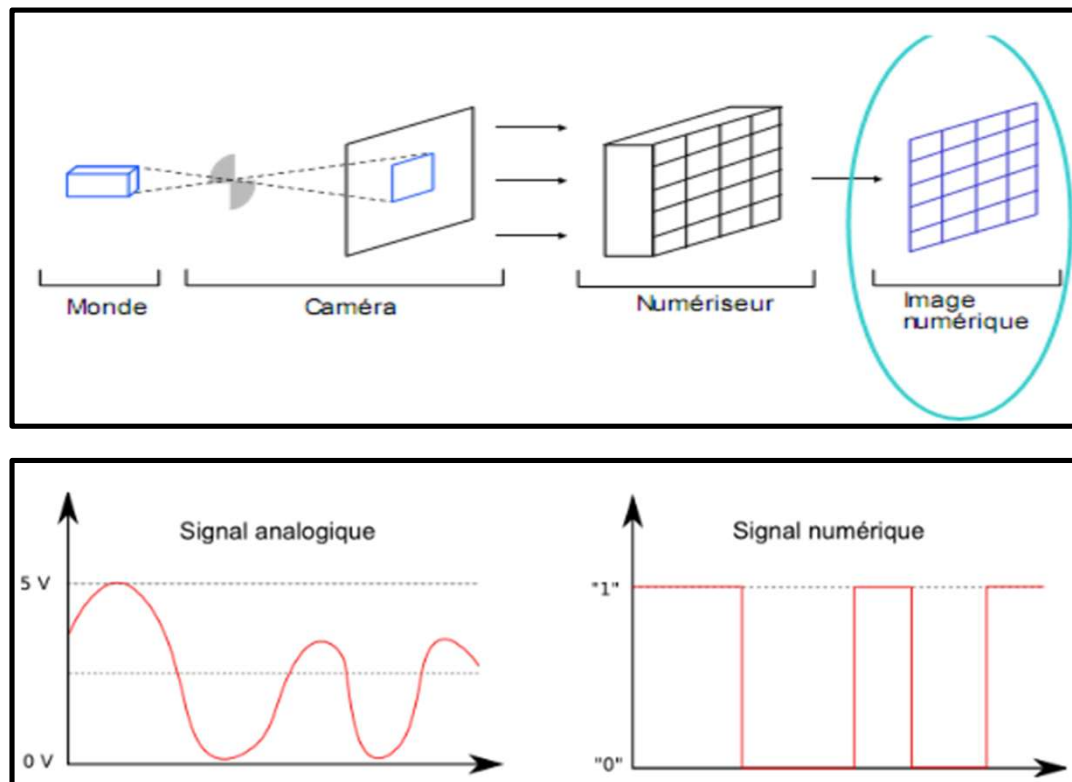 Monde
Caméra
Numériseur
Image
numérique
Signal analogique
5 V
0 V
Signal numérique
"1"
"0"